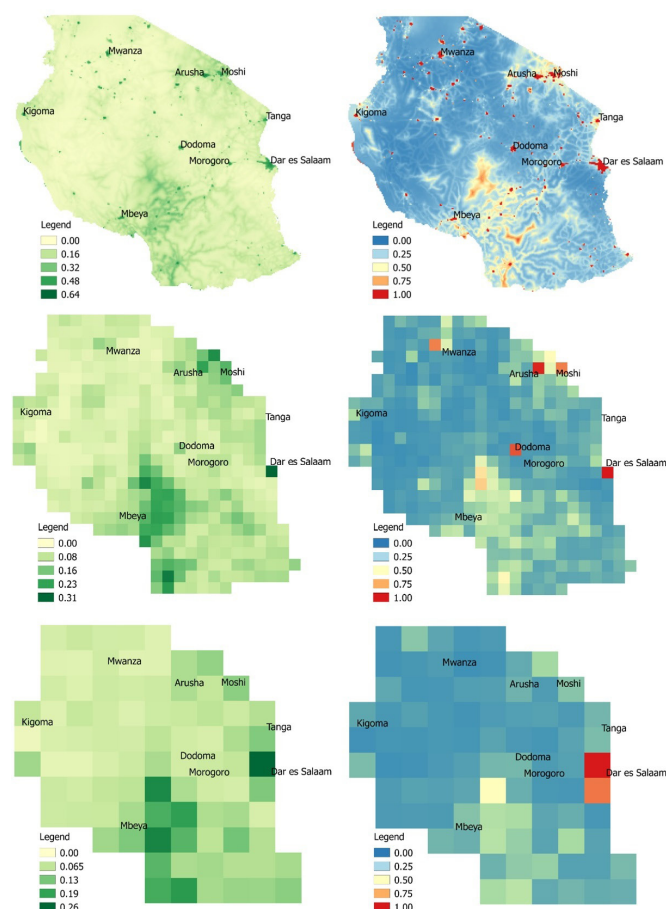 Mwanza
Arusha Moshi
Kigoma
Tanga
Dodoma
Morogoro
Dar es Salaam
Mbeya
Legend
0.00
0.16
0.32
0.48
0.64
Mwanza
Arusha Moshi
Kigoma
Tanga
Dodoma
Morogoro
Dar es Salaam
Mbeya
Legend
0.00
0.25
0.50
0.75
1.00
Mwanza
Arusha Moshi
Kigoma
Tanga
Dodoma
Morogoro
Dar es Salaam
Mbeya
Legend
0.00
0.08
0.16
0.23
0.31
Mwanza
Arusha Moshi
Kigoma
Tanga
Dodoma
Morogoro
Dar es Salaam
Mbeya
Legend
0.00
0.25
0.50
0.75
1.00
Mwanza
Arusha Moshi
Kigoma
Tanga
Dodoma
Morogoro
Dar es Salaam
Mbeya
Legend
0.00
0.065
0.13
0.19
0.26
Mwanza
Arusha Moshi
Kigoma
Tanga
Dodoma
Morogoro
Dar es Salaam
Mbeya
Legend
0.00
0.25
0.50
0.75
1.00